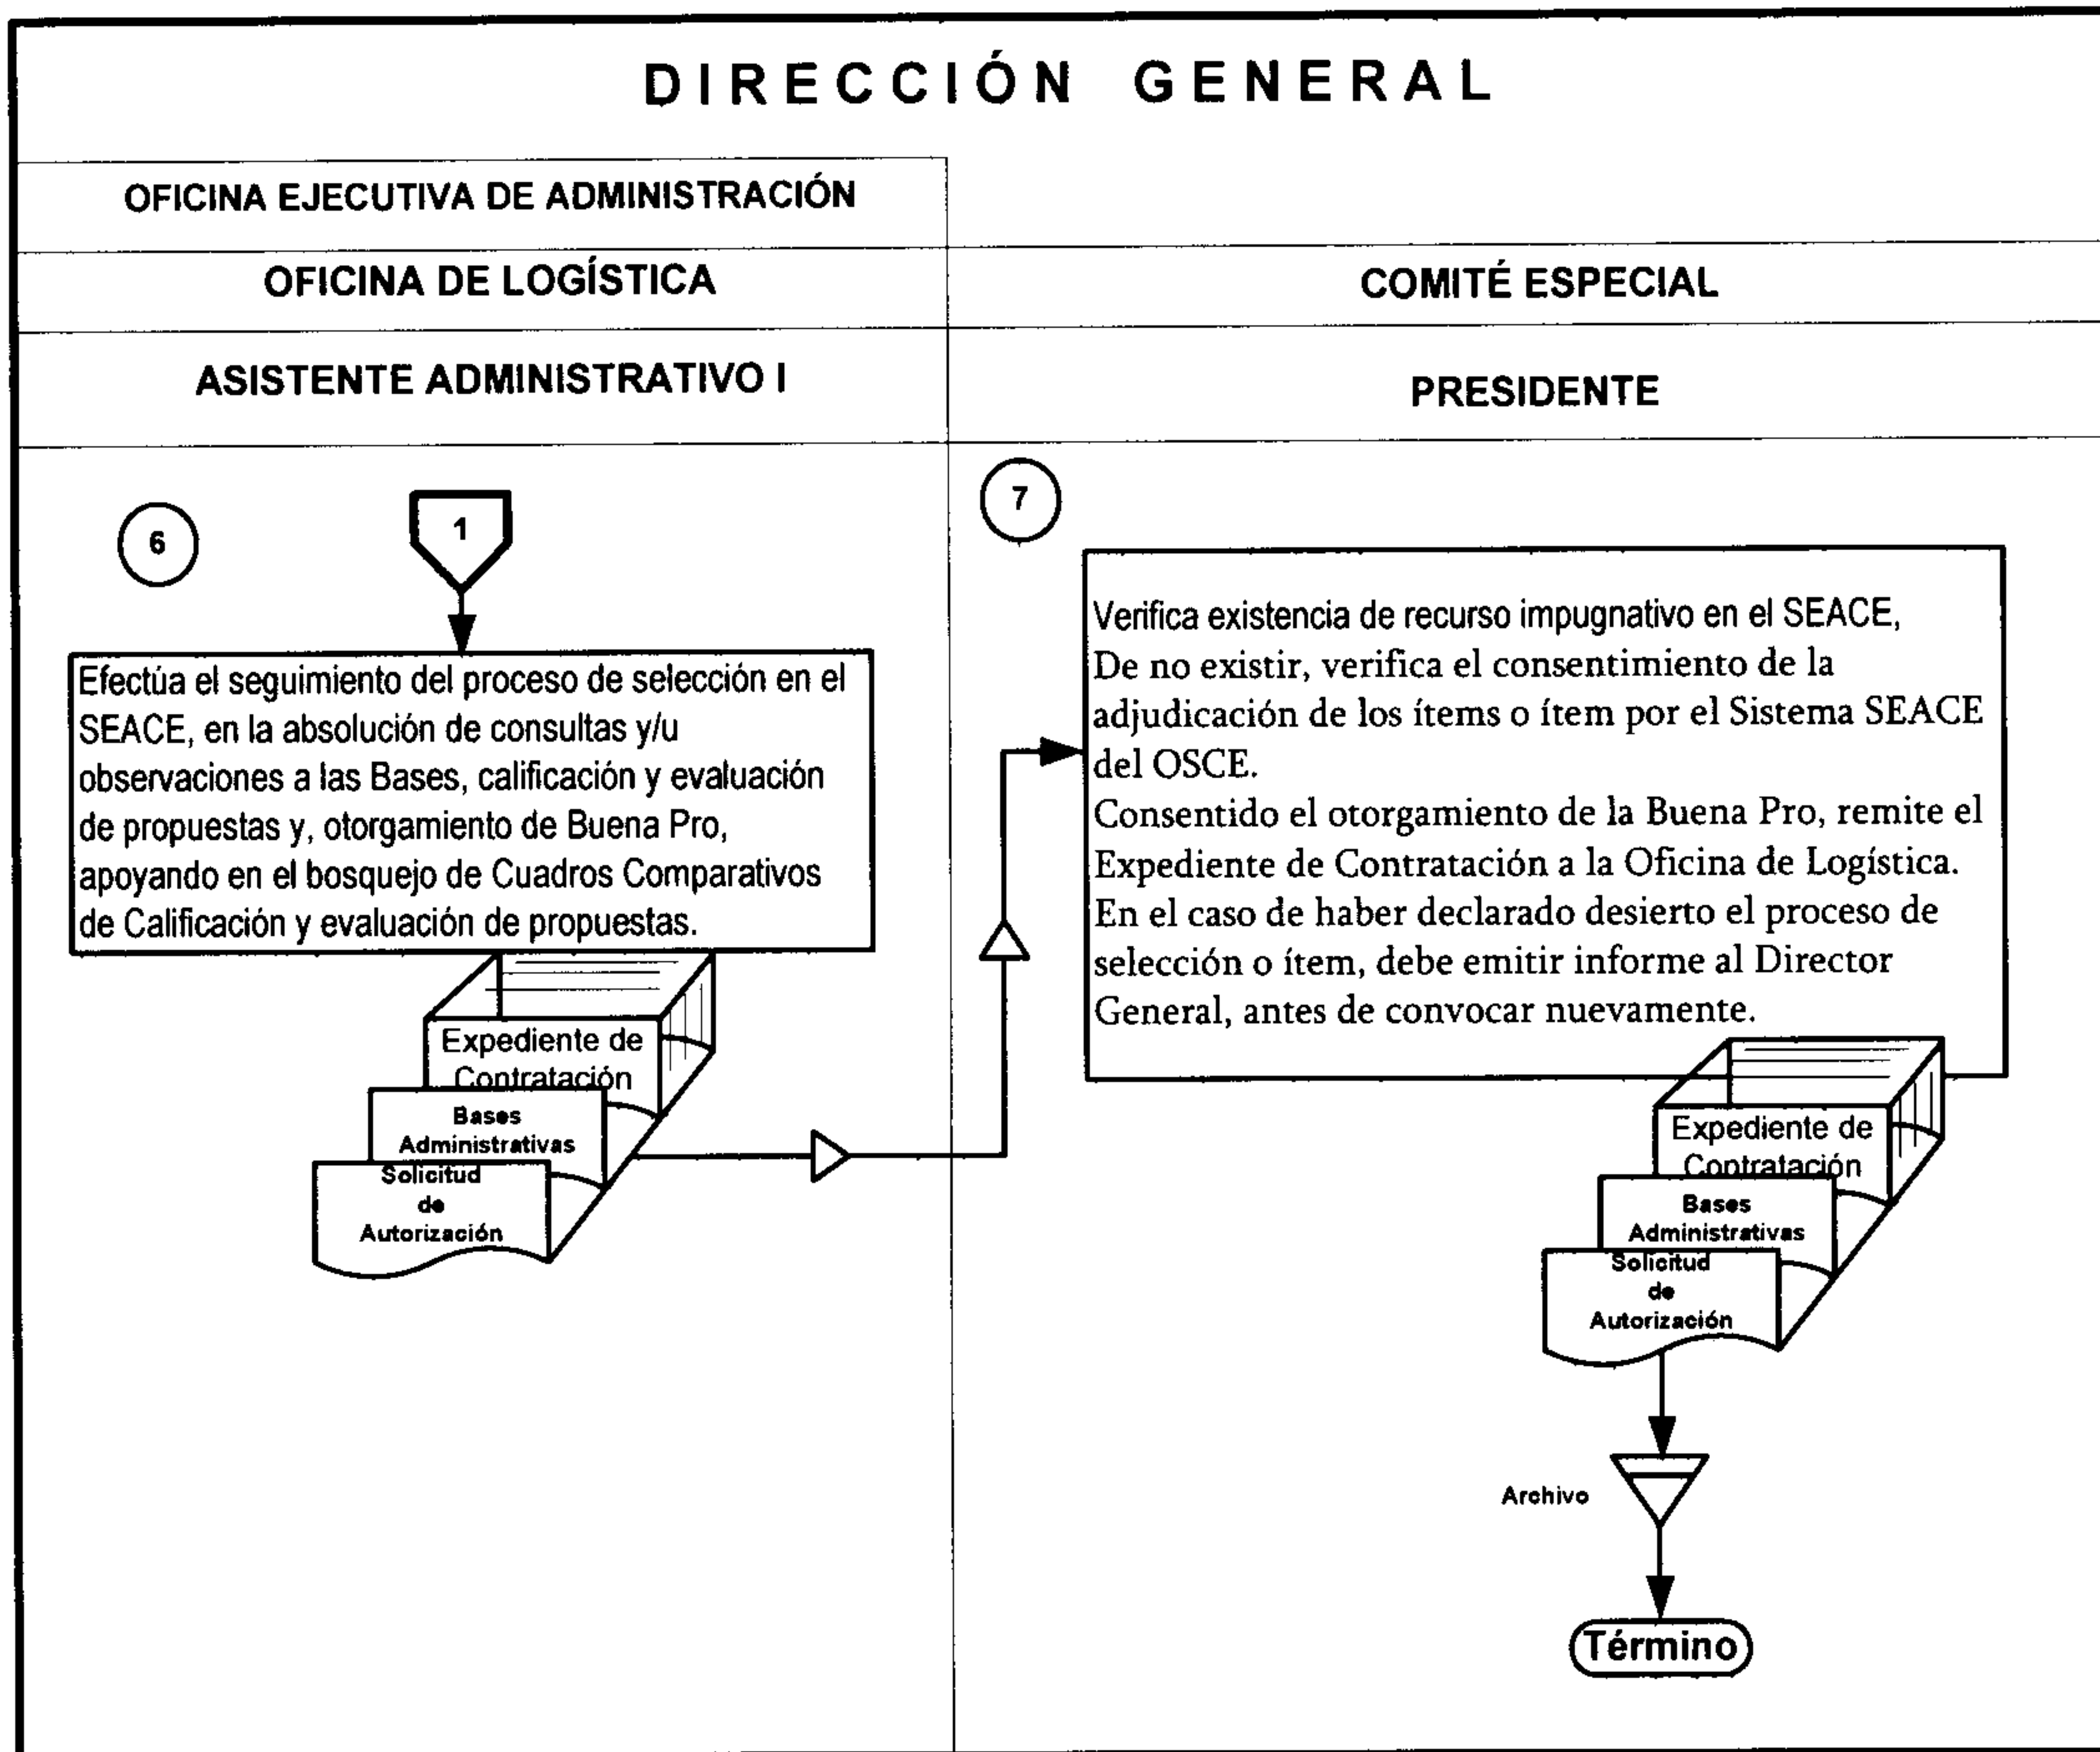 DIRECCIÓN GENERAL
OFICINA EJECUTIVA DE ADMINISTRACIÓN
OFICINA DE LOGÍSTICA
COMITÉ ESPECIAL
ASISTENTE ADMINISTRATIVO I
PRESIDENTE
6
1
Efectúa el seguimiento del proceso de selección en el
SEACE, en la absolución de consultas y/u
observaciones a las Bases, calificación y evaluación
de propuestas y, otorgamiento de Buena Pro,
apoyando en el bosquejo de Cuadros Comparativos
de Calificación y evaluación de propuestas.
Expediente de
Contratación
Bases
Administrativas
Solicitud
de
Autorización
7
Verifica existencia de recurso impugnativo en el SEACE,
De no existir, verifica el consentimiento de la
adjudicación de los ítems o ítem por el Sistema SEACE
del OSCE.
Consentido el otorgamiento de la Buena Pro, remite el
Expediente de Contratación a la Oficina de Logística.
En el caso de haber declarado desierto el proceso de
selección o ítem, debe emitir informe al Director
General, antes de convocar nuevamente.
Expediente de
Contratación
Bases
Administrativas
Solicitud
de
Autorización
Archivo
Término